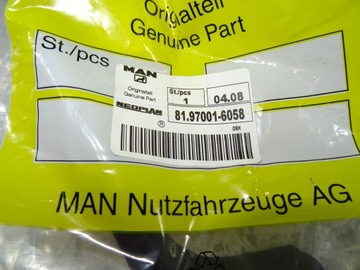 Originalteil
Genuine Part
St./pcs
MAN
Originalteil
Genuine Part
NEOPLAN
®
St./pcs
1
04.08
81.97001-6058
MAN Nutzfahrzeuge AG